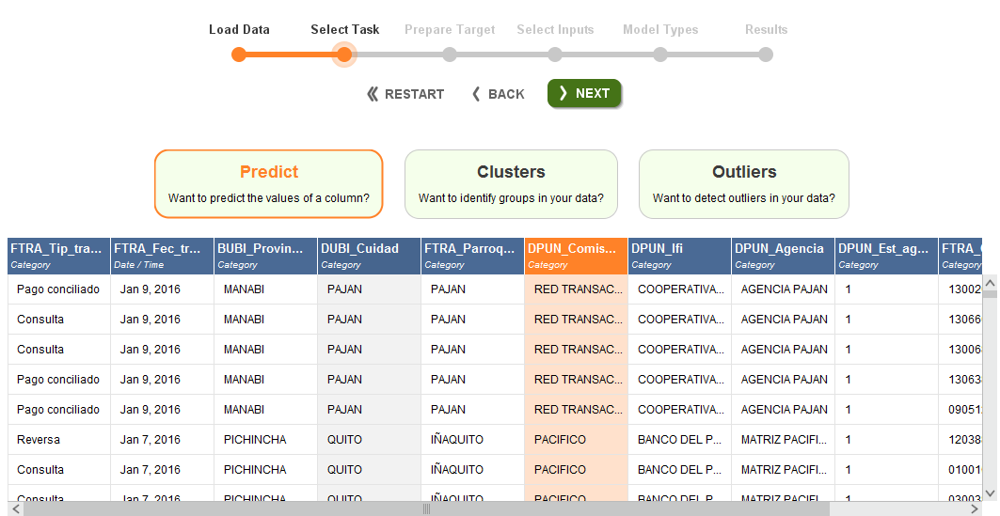 Load Data Select Task Prepare Target Select Inputs Model Types Results
RESTART BACK NEXT
Predict Clusters Outliers
Want to predict the values of a column? Want to identify groups in your data? Want to detect outliers in your data?
FTRA_Tip_tra... FTRA_Fec_tr... BUBI_Provin... DUBI_Cuidad FTRA_Parroq... DPUN_Comis... DPUN_Ifi DPUN_Agencia DPUN_Est_ag... FTRA_
Category Date / Time Category Category Category Category Category Category Category Category
Pago conciliado Jan 9, 2016 MANABI PAJAN PAJAN RED TRANSAC... COOPERATIVA... AGENCIA PAJAN 1 13002
Consulta Jan 9, 2016 MANABI PAJAN PAJAN RED TRANSAC... COOPERATIVA... AGENCIA PAJAN 1 13066
Consulta Jan 9, 2016 MANABI PAJAN PAJAN RED TRANSAC... COOPERATIVA... AGENCIA PAJAN 1 13006
Pago conciliado Jan 9, 2016 MANABI PAJAN PAJAN RED TRANSAC... COOPERATIVA... AGENCIA PAJAN 1 13063
Pago conciliado Jan 9, 2016 MANABI PAJAN PAJAN RED TRANSAC... COOPERATIVA... AGENCIA PAJAN 1 09051
Reversa Jan 7, 2016 PICHINCHA QUITO IÑAQUITO PACIFICO BANCO DEL P... MATRIZ PACIFI... 1 12038
Consulta Jan 7, 2016 PICHINCHA QUITO IÑAQUITO PACIFICO BANCO DEL P... MATRIZ PACIFI... 1 01001
Consulta Jan 7, 2016 PICHINCHA QUITO IÑAQUITO PACIFICO BANCO DEL P... MATRIZ PACIFI... 1 03003